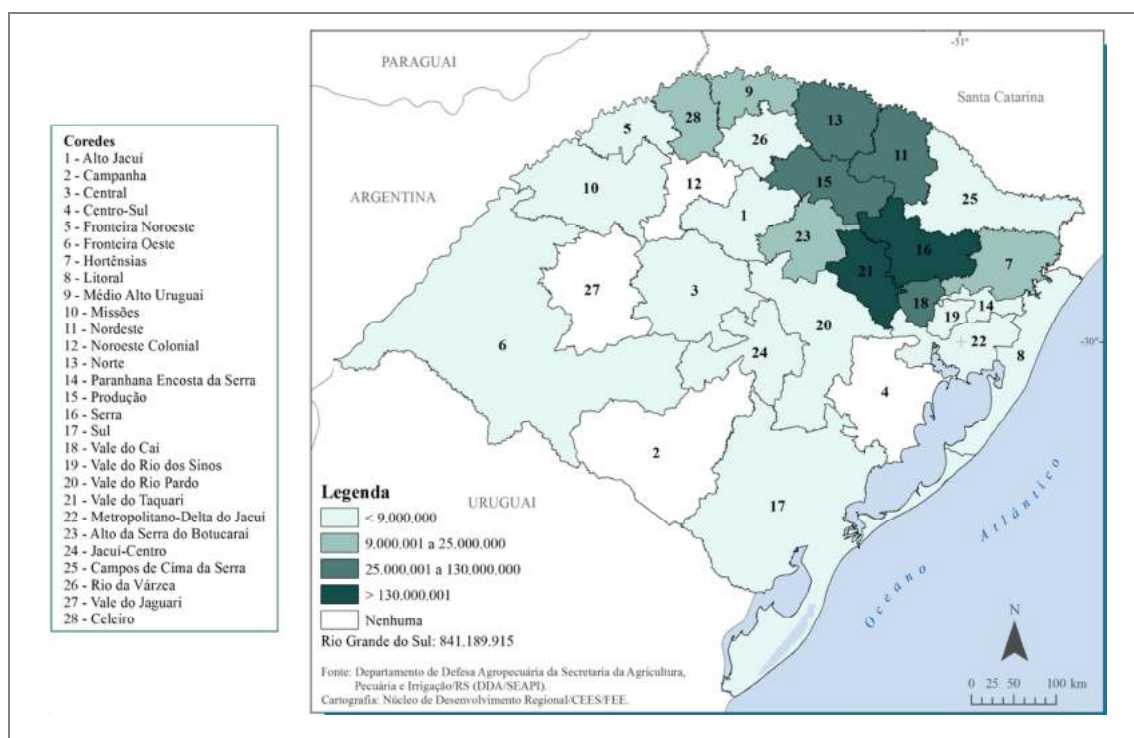 Coredes
1 - Alto Jacuí
2 - Campanha
3 - Central
4 - Centro-Sul
5 - Fronteira Noroeste
6 - Fronteira Oeste
7 - Hortênsias
8 - Litoral
9 - Médio Alto Uruguai
10 - Missões
11 - Nordeste
12 - Noroeste Colonial
13 - Norte
14 - Paranhana Encosta da Serra
15 - Produção
16 - Serra
17 - Sul
18 - Vale do Caí
19 - Vale do Rio dos Sinos
20 - Vale do Rio Pardo
21 - Vale do Taquari
22 - Metropolitano-Delta do Jacuí
23 - Alto da Serra do Botucaraí
24 - Jacuí-Centro
25 - Campos de Cima da Serra
26 - Rio da Várzea
27 - Vale do Jaguari
28 - Celeiro
-51°
PARAGUAI
Santa Catarina
9
28
13
5
26
11
12
15
10
ARGENTINA
25
1
23
16
7
21
27
3
18
14
19
20
22
-30°
6
24
8
4
2
17
URUGUAI
Oceano Atlântico
Legenda
< 9.000.000
9.000.001 a 25.000.000
25.000.001 a 130.000.000
> 130.000.001
Nenhuma
Rio Grande do Sul: 841.189.915
Fonte: Departamento de Defesa Agropecuária da Secretaria da Agricultura,
Pecuária e Irrigação/RS (DDA/SEAPI).
Cartografia: Núcleo de Desenvolvimento Regional/CEES/FEE.
N
0 25 50 100 km